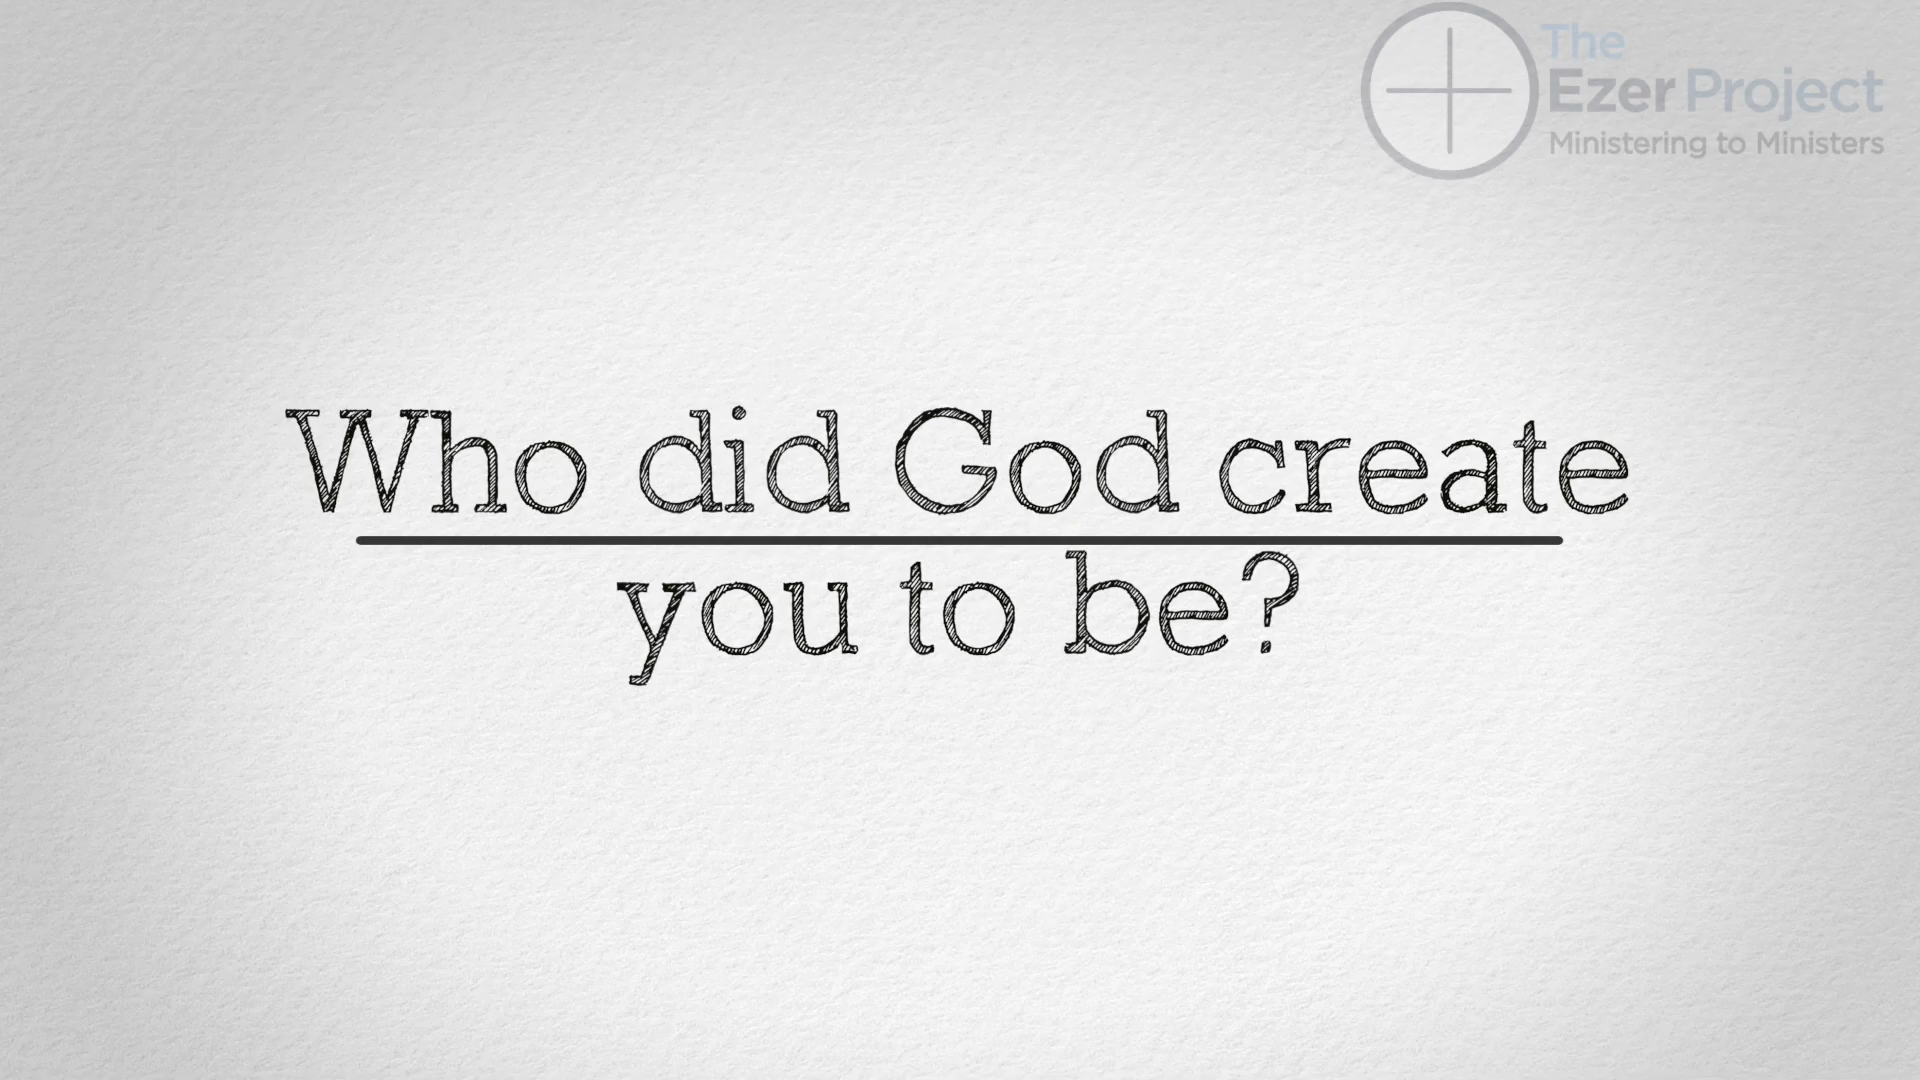 The
Ezer Project
Ministering to Ministers
Who did God create
you to be?